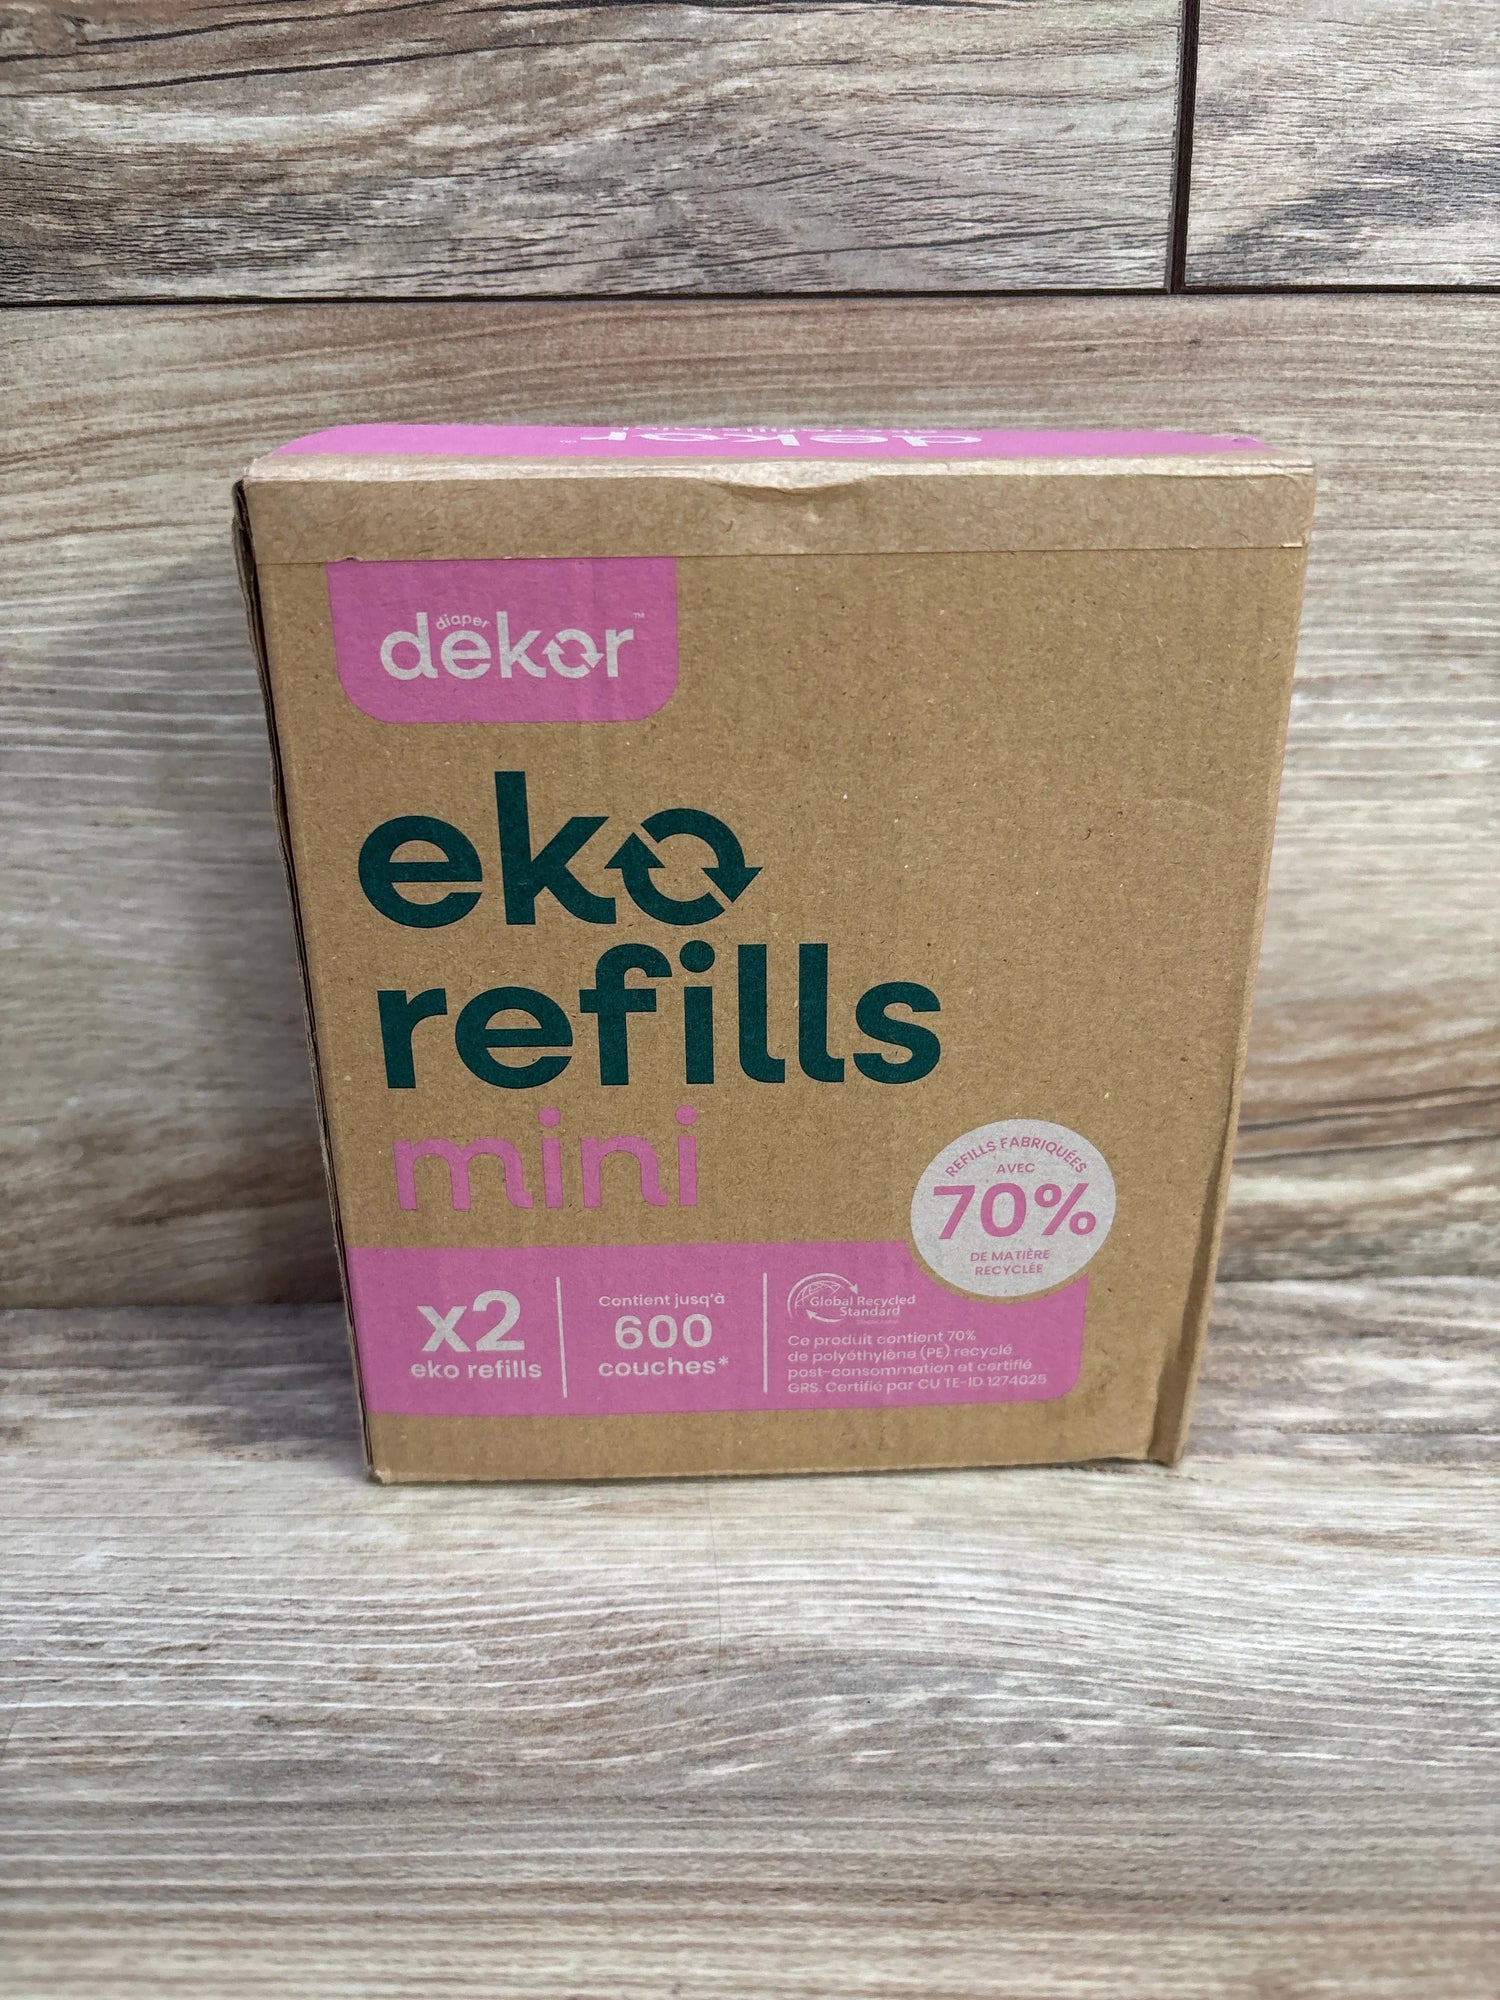 dekor
diaper
dekor™
eko
refills
mini
REFILLS FABRIQUÉES
AVEC
70%
DE MATIÈRE
RECYCLÉE
x2
eko refills
Contient jusqu'à
600
couches*
Global Recycled
Standard
Ce produit contient 70%
de polyéthylène (PE) recyclé
post-consommation et certifié
GRS. Certifié par CU TE-ID 1274025